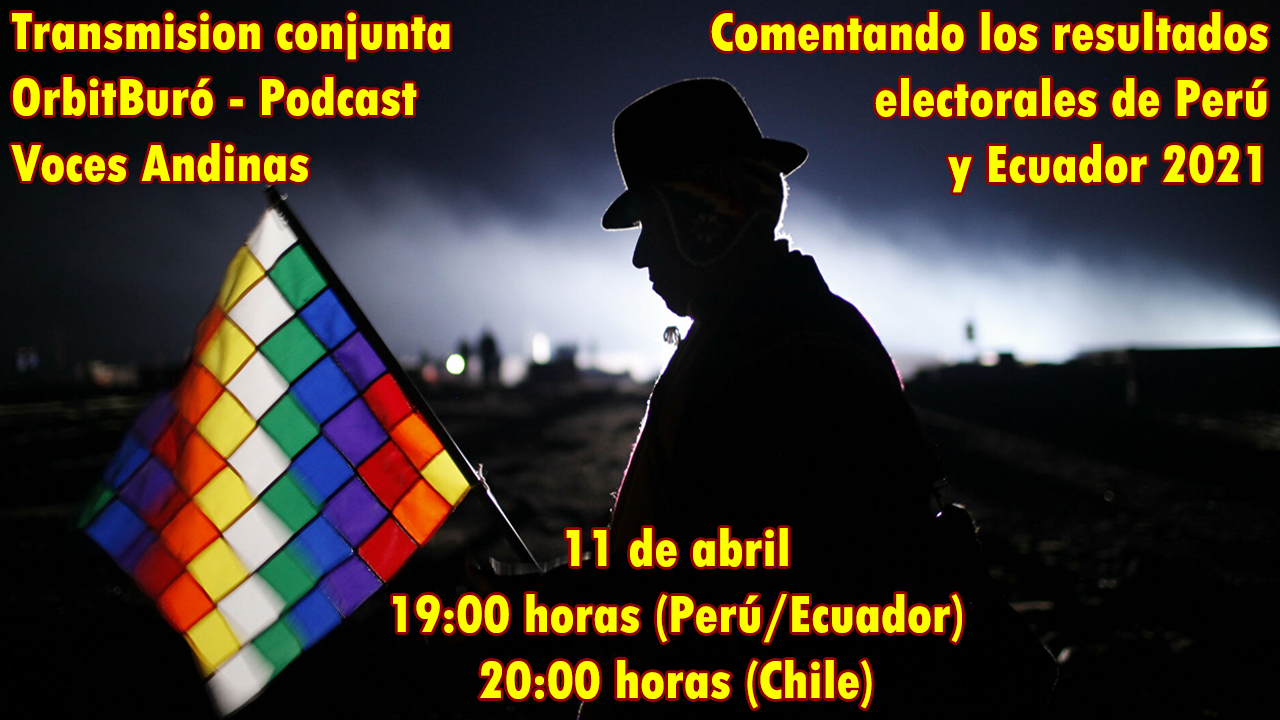 Transmision conjunta
OrbitBuró - Podcast
Voces Andinas
Comentando los resultados
electorales de Perú
y Ecuador 2021
11 de abril
19:00 horas (Perú/Ecuador)
20:00 horas (Chile)